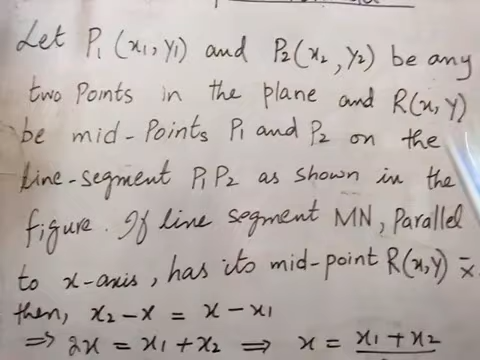 Let P₁ (x₁, y₁) and P₂(x₂, y₂) be any
two Points in the plane and R(x, y)
be mid-Points P₁ and P₂ on the
line-segment P₁P₂ as shown in the
figure. If line segment MN, Parallel
to x-axis, has its mid-point R(x,y)
then, x₂-x = x-x₁
⇒ 2x = x₁+x₂ ⇒ x = x₁+x₂